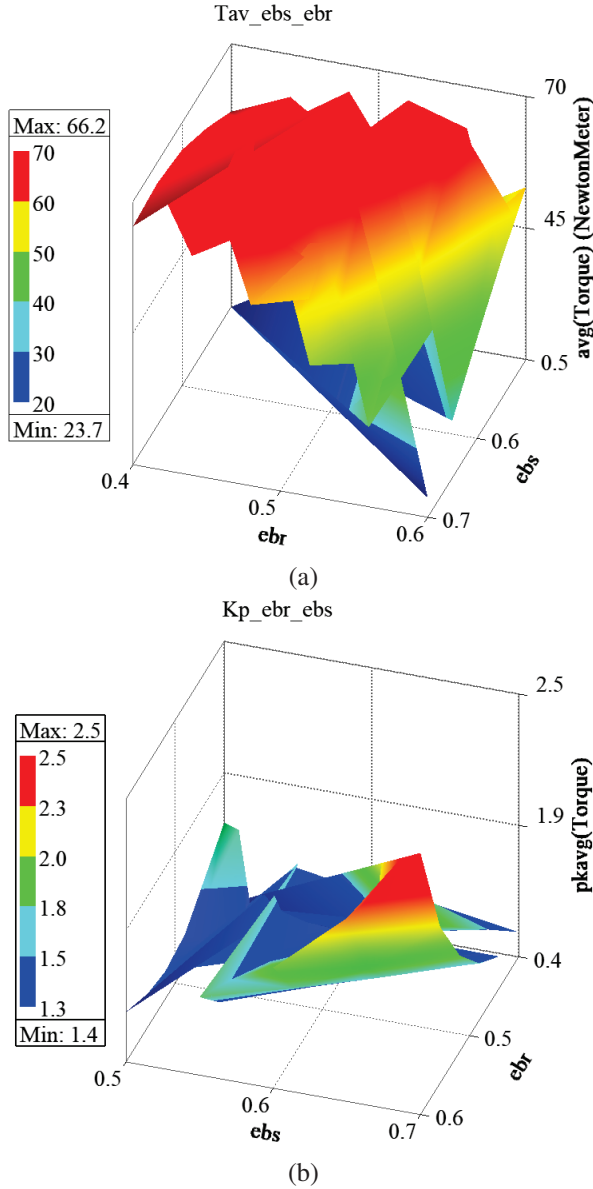 Tav_ebs_ebr
Max: 66.2
70
60
50
40
30
20
Min: 23.7
70
45
0.5
avg(Torque) (NewtonMeter)
0.6
ebs
0.7
0.4
0.5
0.6
ebr
(a)
Kp_ebr_ebs
Max: 2.5
2.5
2.3
2.0
1.8
1.5
1.3
Min: 1.4
2.5
1.9
0.4
pkavg(Torque)
0.5
ebr
0.6
0.5
0.6
0.7
ebs
(b)